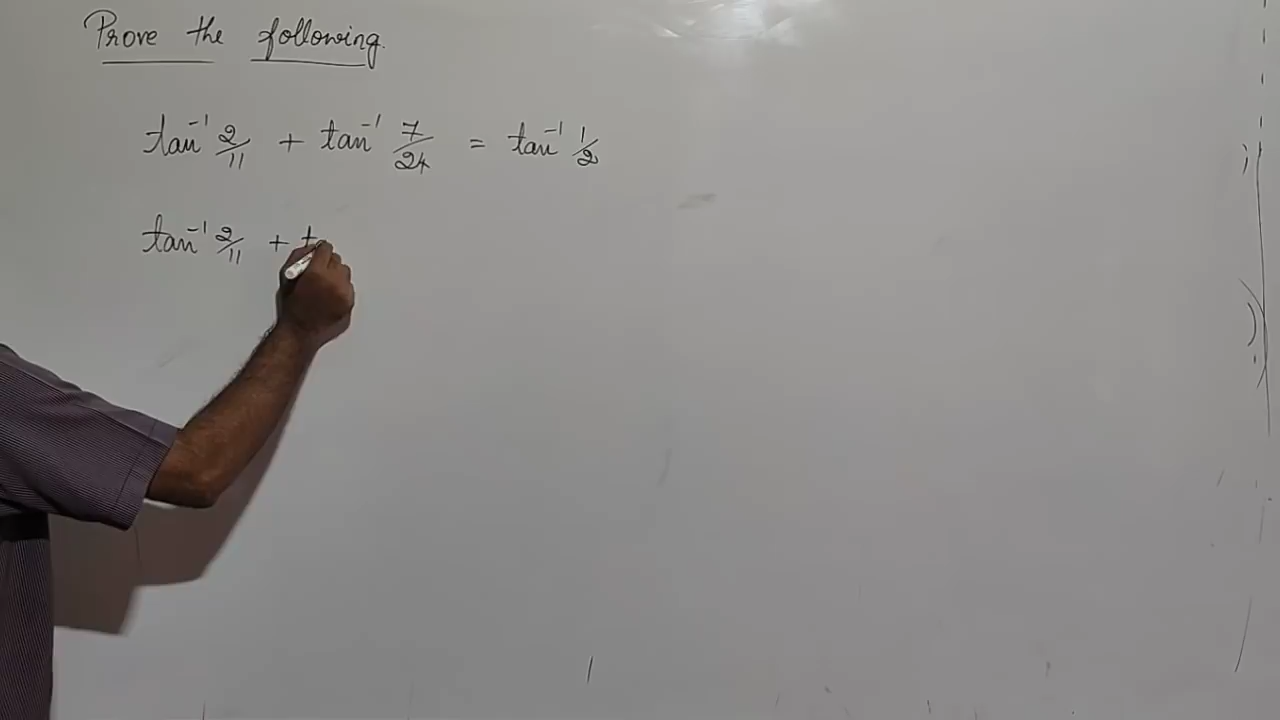 Prove the following.
tan⁻¹ 2/11 + tan⁻¹ 7/24 = tan⁻¹ 1/2
tan⁻¹ 2/11 + t